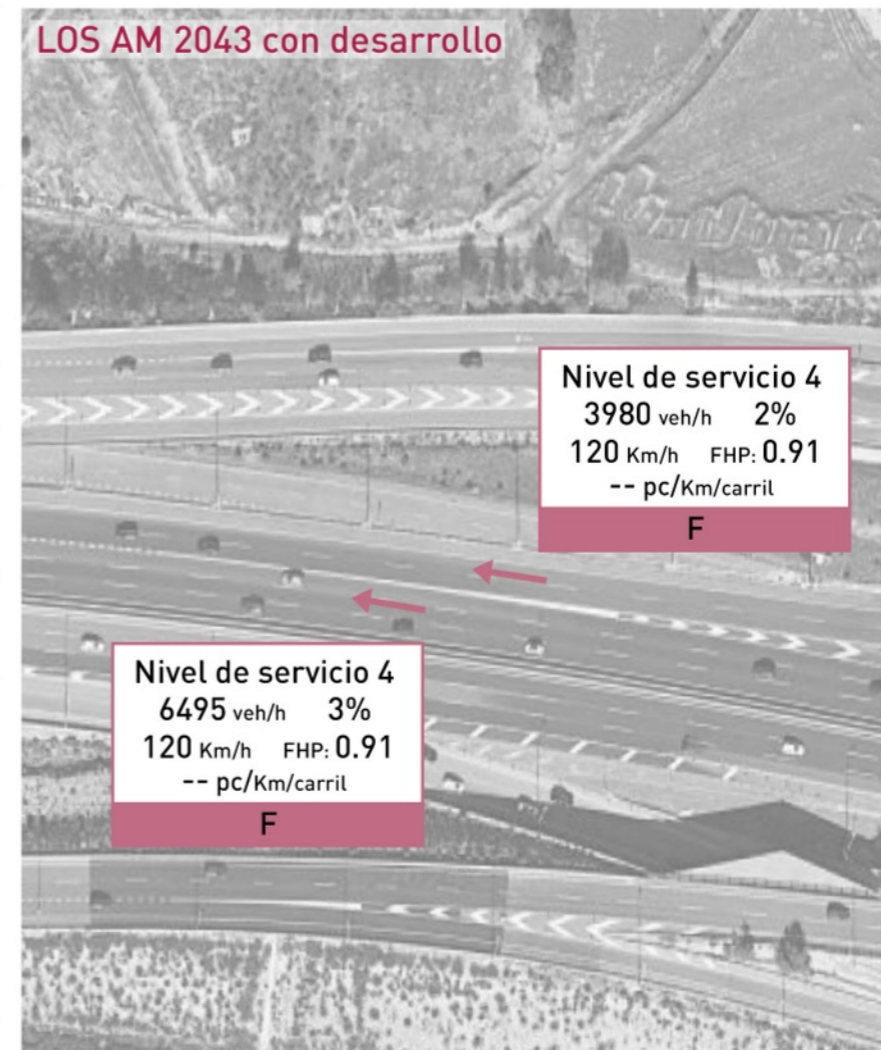 LOS AM 2043 con desarrollo
Nivel de servicio 4
3980 veh/h 2%
120 Km/h FHP: 0.91
-- pc/Km/carril
F
Nivel de servicio 4
6495 veh/h 3%
120 Km/h FHP: 0.91
-- pc/Km/carril
F